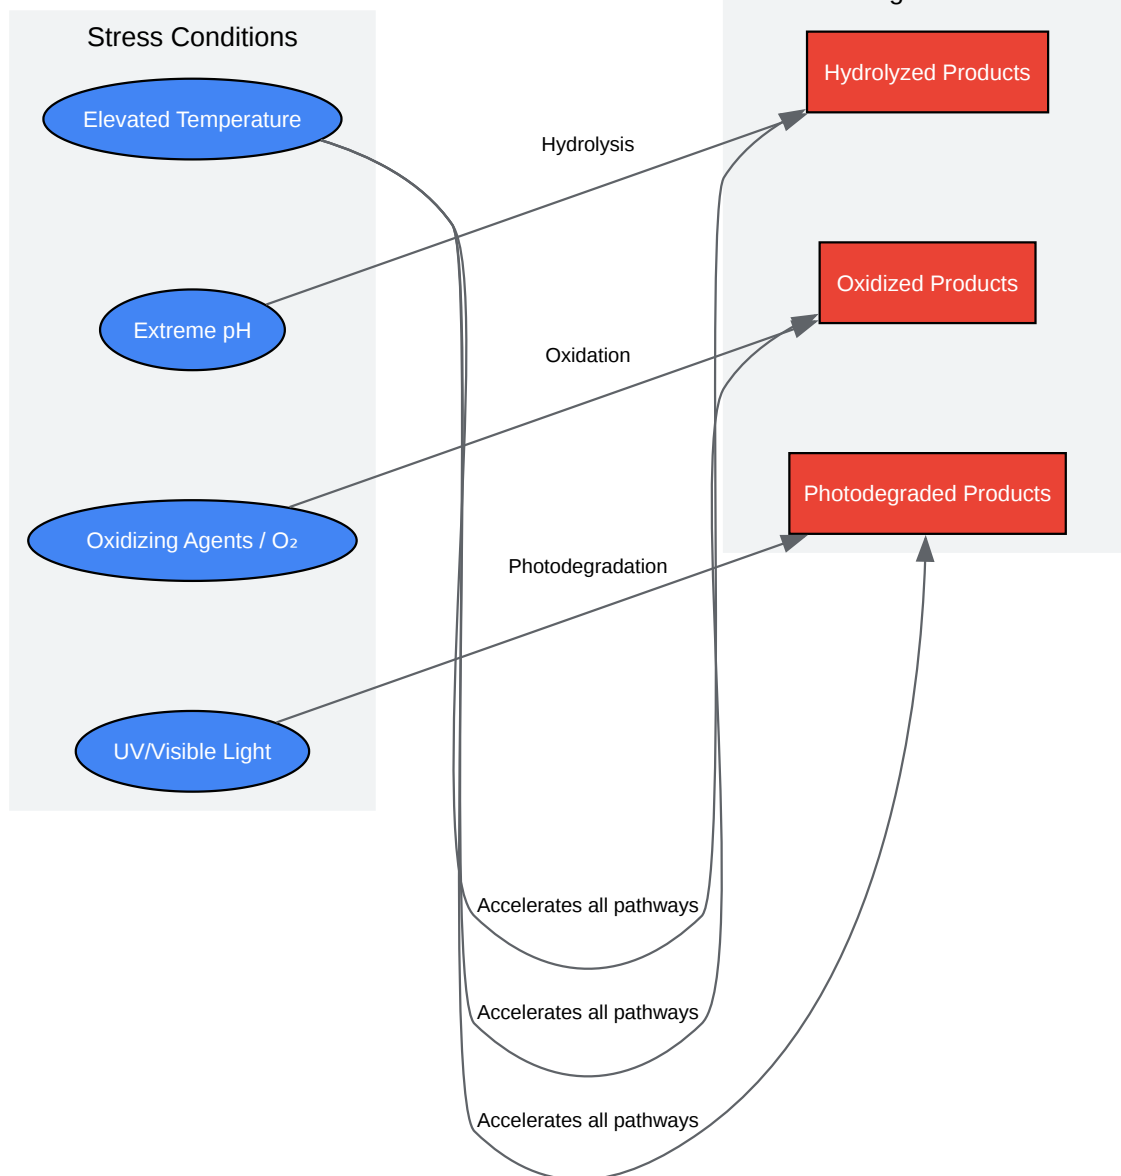 Stress Conditions
Elevated Temperature
Extreme pH
Oxidizing Agents / O₂
UV/Visible Light
Hydrolysis
Oxidation
Photodegradation
Accelerates all pathways
Accelerates all pathways
Accelerates all pathways
Hydrolyzed Products
Oxidized Products
Photodegraded Products